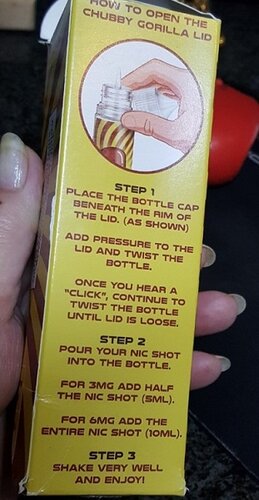 HOW TO OPEN THE
CHUBBY GORILLA LID
STEP 1
PLACE THE BOTTLE CAP
BENEATH THE RIM OF
THE LID. (AS SHOWN)
ADD PRESSURE TO THE
LID AND TWIST THE
BOTTLE.
ONCE YOU HEAR A
"CLICK", CONTINUE TO
TWIST THE BOTTLE
UNTIL LID IS LOOSE.
STEP 2
POUR YOUR NIC SHOT
INTO THE BOTTLE.
FOR 3MG ADD HALF
THE NIC SHOT (5ML).
FOR 6MG ADD THE
ENTIRE NIC SHOT (10ML).
STEP 3
SHAKE VERY WELL
AND ENJOY!